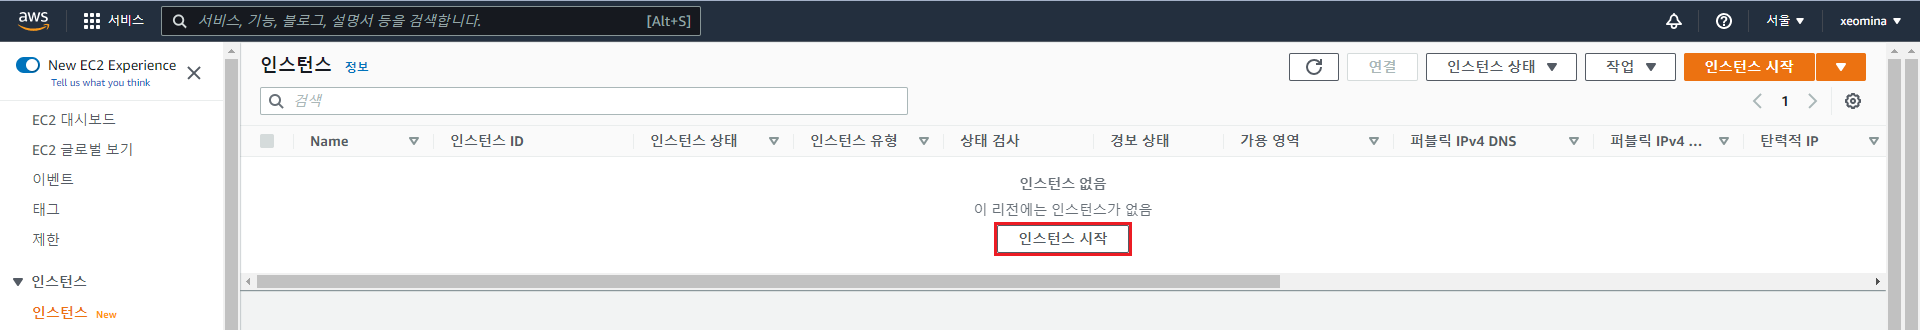 aws 서비스 서비스, 기능, 블로그, 설명서 등을 검색합니다. [Alt+S] 서울 xeomina
New EC2 Experience
Tell us what you think
EC2 대시보드
EC2 글로벌 보기
이벤트
태그
제한
인스턴스
인스턴스 New
인스턴스 정보 연결 인스턴스 상태 작업 인스턴스 시작
검색 1
Name 인스턴스 ID 인스턴스 상태 인스턴스 유형 상태 검사 경보 상태 가용 영역 퍼블릭 IPv4 DNS 퍼블릭 IPv4 ... 탄력적 IP
인스턴스 없음
이 리전에는 인스턴스가 없음
인스턴스 시작